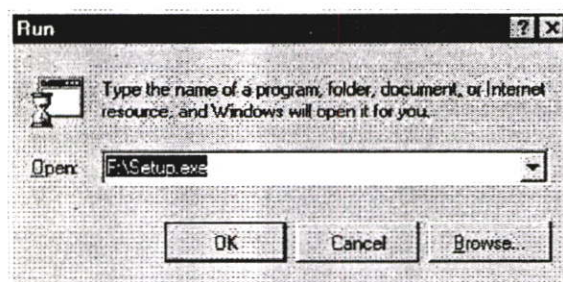 Run
Type the name of a program, folder, document, or Internet
resource, and Windows will open it for you.
Open: F:\Setup.exe
OK Cancel Browse...